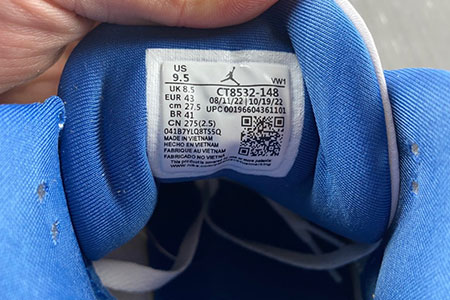 US
9.5
VW1
UK 8.5
EUR 43
cm 27.5
BR 41
CN 275(2.5)
CT8532-148
08/11/22 | 10/19/22
UPC 00196604361101
041B7YLQ8TS5Q
MADE IN VIETNAM
HECHO EN VIETNAM
FABRIQUE AU VIETNAM
FABRICADO NO VIETNAM